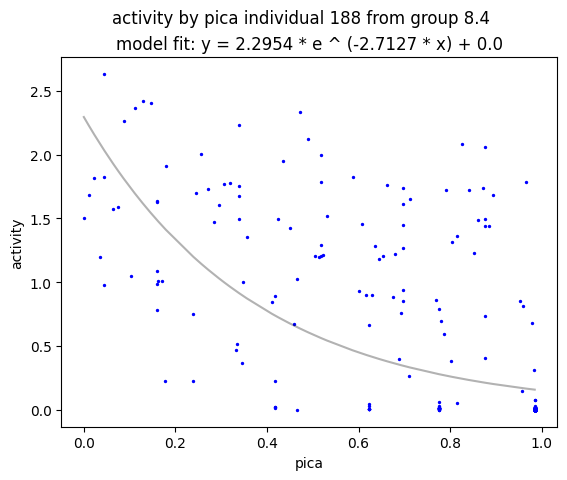 activity by pica individual 188 from group 8.4
model fit: y = 2.2954 * e ^ (-2.7127 * x) + 0.0
2.5
2.0
1.5
1.0
0.5
0.0
activity
0.0 0.2 0.4 0.6 0.8 1.0
pica